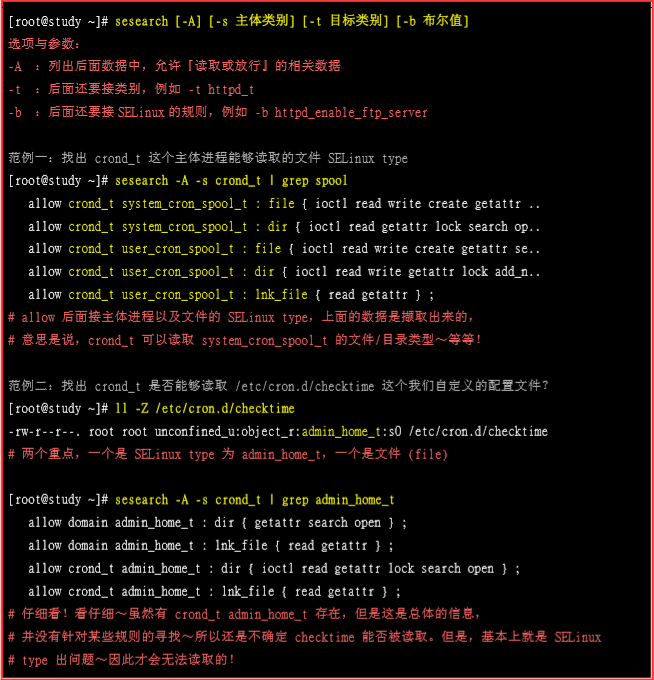 [root@study ~]# sesearch [-A] [-s 主体类别] [-t 目标类别] [-b 布尔值]
选项与参数：
-A ：列出后面数据中，允许『读取或放行』的相关数据
-t ：后面还要接类别，例如 -t httpd_t
-b ：后面还要接SELinux的规则，例如 -b httpd_enable_ftp_server
范例一：找出 crond_t 这个主体进程能够读取的文件 SELinux type
[root@study ~]# sesearch -A -s crond_t | grep spool
allow crond_t system_cron_spool_t : file { ioctl read write create getattr ..
allow crond_t system_cron_spool_t : dir { ioctl read getattr lock search op..
allow crond_t user_cron_spool_t : file { ioctl read write create getattr se..
allow crond_t user_cron_spool_t : dir { ioctl read write getattr lock add_n..
allow crond_t user_cron_spool_t : lnk_file { read getattr } ;
# allow 后面接主体进程以及文件的 SELinux type，上面的数据是撷取出来的，
# 意思是说，crond_t 可以读取 system_cron_spool_t 的文件/目录类型～等等！
范例二：找出 crond_t 是否能够读取 /etc/cron.d/checktime 这个我们自定义的配置文件？
[root@study ~]# ll -Z /etc/cron.d/checktime
-rw-r--r--. root root unconfined_u:object_r:admin_home_t:s0 /etc/cron.d/checktime
# 两个重点，一个是 SELinux type 为 admin_home_t，一个是文件 (file)
[root@study ~]# sesearch -A -s crond_t | grep admin_home_t
allow domain admin_home_t : dir { getattr search open } ;
allow domain admin_home_t : lnk_file { read getattr } ;
allow crond_t admin_home_t : dir { ioctl read getattr lock search open } ;
allow crond_t admin_home_t : lnk_file { read getattr } ;
# 仔细看！看仔细～虽然有 crond_t admin_home_t 存在，但是这是总体的信息，
# 并没有针对某些规则的寻找～所以还是不确定 checktime 能否被读取。但是，基本上就是 SELinux
# type 出问题～因此才会无法读取的！